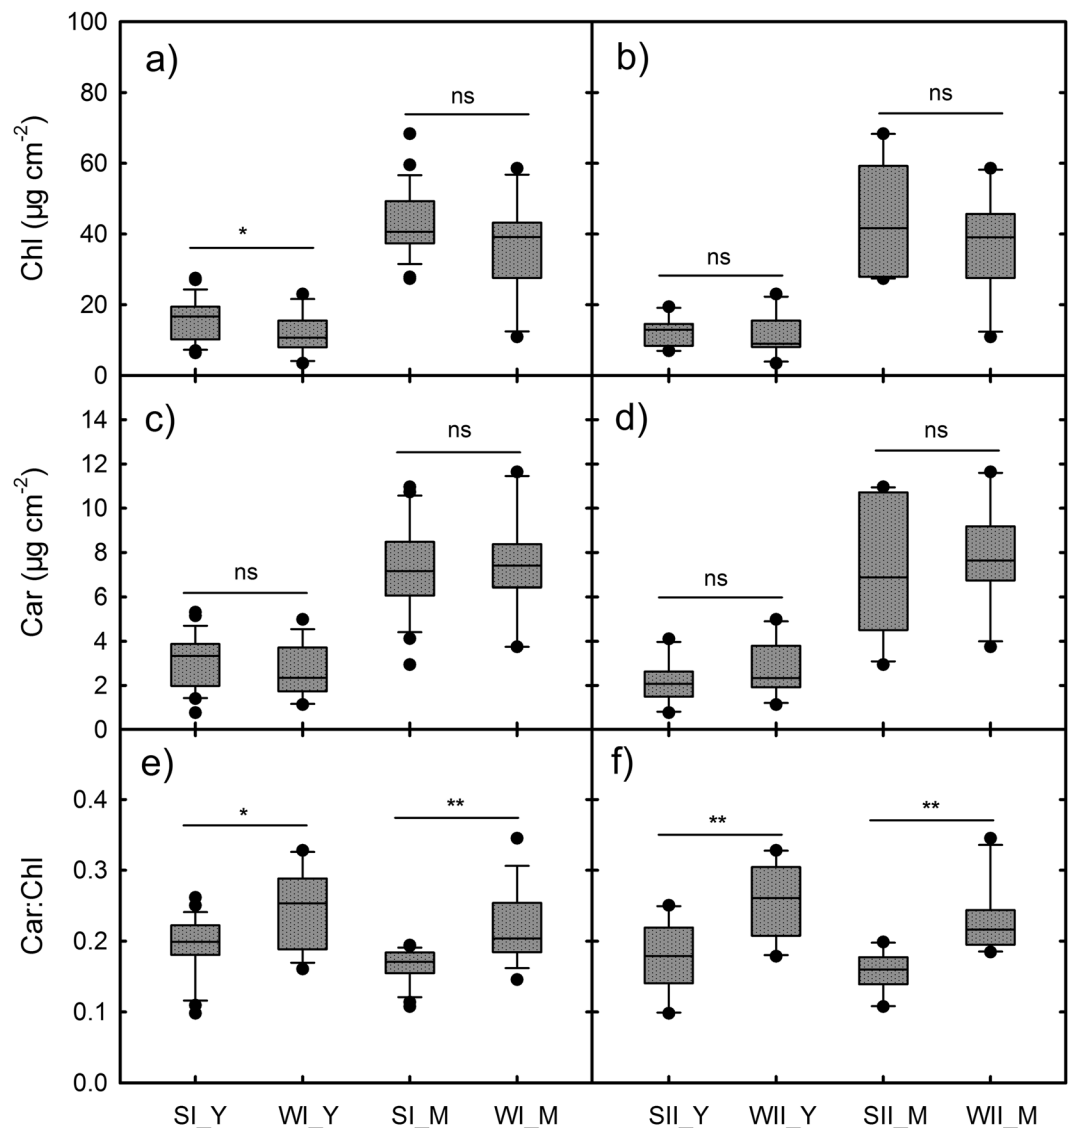 100
80
60
40
20
0
Chl (µg cm-2)
a)
*
ns
b)
ns
ns
14
12
10
8
6
4
2
0
Car (µg cm-2)
c)
ns
ns
d)
ns
ns
0.4
0.3
0.2
0.1
0.0
Car:Chl
e)
*
**
f)
**
**
SI_Y WI_Y SI_M WI_M SII_Y WII_Y SII_M WII_M